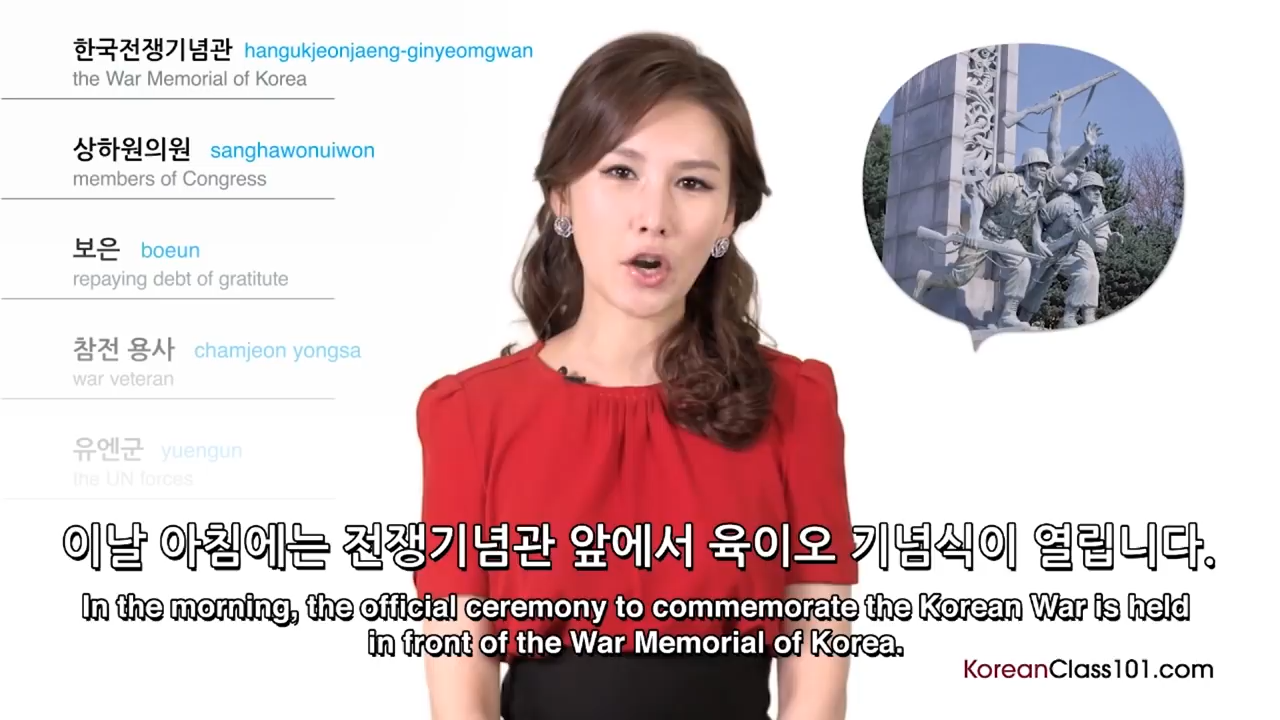 한국전쟁기념관 hangukjeonjaeng-ginyeomgwan
the War Memorial of Korea
상하원의원 sanghawonuiwon
members of Congress
보은 boeun
repaying debt of gratitute
참전 용사 chamjeon yongsa
war veteran
유엔군 yuengun
the UN forces
이날 아침에는 전쟁기념관 앞에서 육이오 기념식이 열립니다.
In the morning, the official ceremony to commemorate the Korean War is held
in front of the War Memorial of Korea.
KoreanClass101.com